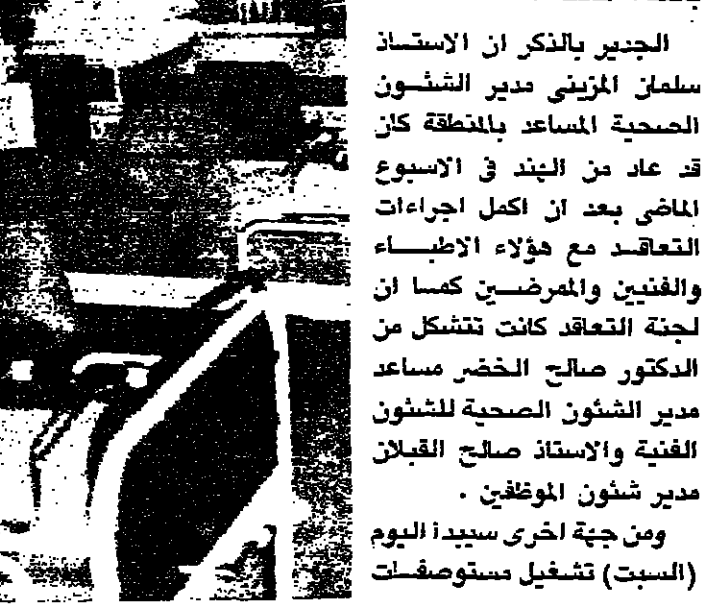 الجدير بالذكر ان الاستاذ
سلمان المزيني مدير الشئون
الصحية المساعد بالمنطقة كان
قد عاد من الهند في الاسبوع
الماضي بعد ان اكمل اجراءات
التعاقد مع هؤلاء الاطباء
والفنيين والممرضين كما ان
لجنة التعاقد كانت تتشكل من
الدكتور صالح الخضر مساعد
مدير الشئون الصحية للشئون
الفنية والاستاذ صالح القبلان
مدير شئون الموظفين .
ومن جهة اخرى سيبدا اليوم
(السبت) تشغيل مستوصفات